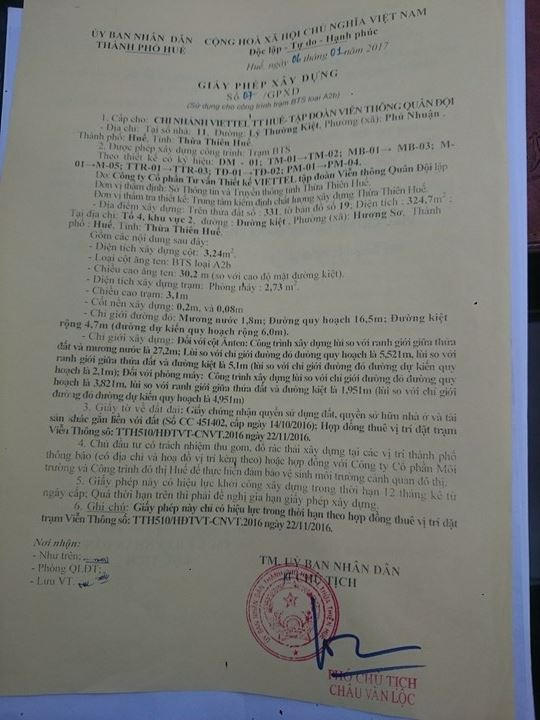 ỦY BAN NHÂN DÂN
THÀNH PHỐ HUẾ
CỘNG HOÀ XÃ HỘI CHỦ NGHĨA VIỆT NAM
Độc lập - Tự do - Hạnh phúc
Huế, ngày 06 tháng 01 năm 2017
GIẤY PHÉP XÂY DỰNG
Số 07 /GPXD
(Sử dụng cho công trình trạm BTS loại A2b)
1. Cấp cho: CHI NHÁNH VIETTEL TT HUẾ-TẬP ĐOÀN VIỄN THÔNG QUÂN ĐỘI
- Địa chỉ: Tại số nhà: 11, Đường: Lý Thường Kiệt, Phường (xã): Phú Nhuận .
Thành phố: Huế. Tỉnh: Thừa Thiên Huế
2. Được phép xây dựng công trình: Trạm BTS
Theo thiết kế có ký hiệu: DM - 01; TM-01→TM-02; MB-01→ MB-03; M-
01→M-05; TTR-01→TTR-03; TĐ-01→TĐ-02; PM-01→PM-04.
Do: Công ty Cổ phần Tư vấn Thiết kế VIETTEL tập đoàn Viễn thông Quân Đội lập
Đơn vị thẩm định: Sở Thông tin và Truyền thông tỉnh Thừa Thiên Huế.
Đơn vị thẩm tra thiết kế: Trung tâm kiểm định chất lượng xây dựng Thừa Thiên Huế.
- Địa điểm xây dựng: Trên thửa đất số : 331, tờ bản đồ số 19; Diện tích : 324,7m² ;
Tại địa chỉ: Tổ 4, khu vực 2, đường : Đường kiệt . Phường (xã): Hương Sơ, Thành
phố : Huế, Tỉnh: Thừa Thiên Huế.
Gồm các nội dung sau đây:
- Diện tích xây dựng cột: 3,24m².
- Loại cột ăng ten: BTS loại A2b
- Chiều cao ăng ten: 30,2 m (so với cao độ mặt đường kiệt).
- Diện tích xây dựng trạm: Phòng máy : 2,73 m².
- Chiều cao trạm: 3,1m
- Cốt nền xây dựng: 0,2m, và 0,08m
- Chỉ giới đường đỏ: Mương nước 1,8m; Đường quy hoạch 16,5m; Đường kiệt
rộng 4,7m (đường dự kiến quy hoạch rộng 6,0m).
- Chỉ giới xây dựng: Đối với cột Ănten: Công trình xây dựng lùi so với ranh giới giữa thửa
đất và mương nước là 27,2m; Lùi so với chỉ giới đường đỏ đường quy hoạch là 5,521m, lùi so với
ranh giới giữa thửa đất và đường kiệt là 5,1m (lùi so với chỉ giới đường đỏ đường dự kiến quy
hoạch là 2,1m); Đối với phòng máy: Công trình xây dựng lùi so với chỉ giới đường đỏ đường quy
hoạch là 3,821m, lùi so với ranh giới giữa thửa đất và đường kiệt là 1,951m (lùi so với chỉ giới
đường đỏ đường dự kiến quy hoạch là 4,951m)
3. Giấy tờ về đất đai: Giấy chứng nhận quyền sử dụng đất, quyền sở hữu nhà ở và tài
sản khác gắn liền với đất (Số CC 451402, cấp ngày 14/10/2016); Hợp đồng thuê vị trí đặt trạm
Viễn Thông số: TTH510/HĐTVT-CNVT.2016 ngày 22/11/2016.
4. Chủ đầu tư có trách nhiệm thu gom, đổ rác thải xây dựng tại các vị trí thành phố
thông báo (có địa chỉ và hoạ đồ vị trí kèm theo) hoặc hợp đồng với Công ty Cổ phần Môi
trường và Công trình đô thị Huế để thực hiện đảm bảo vệ sinh môi trường cảnh quan đô thị.
5. Giấy phép này có hiệu lực khởi công xây dựng trong thời hạn 12 tháng kể từ
ngày cấp; Quá thời hạn trên thì phải đề nghị gia hạn giấy phép xây dựng.
6. Ghi chú: Giấy phép này chỉ có hiệu lực trong thời hạn theo hợp đồng thuê vị trí đặt
trạm Viễn Thông số: TTH510/HĐTVT-CNVT.2016 ngày 22/11/2016.
Nơi nhận:
- Như trên;
- Phòng QLĐT;
- Lưu VT.
TM. UỶ BAN NHÂN DÂN
CHỦ TỊCH
PHÓ CHỦ TỊCH
CHÂU VĂN LỘC